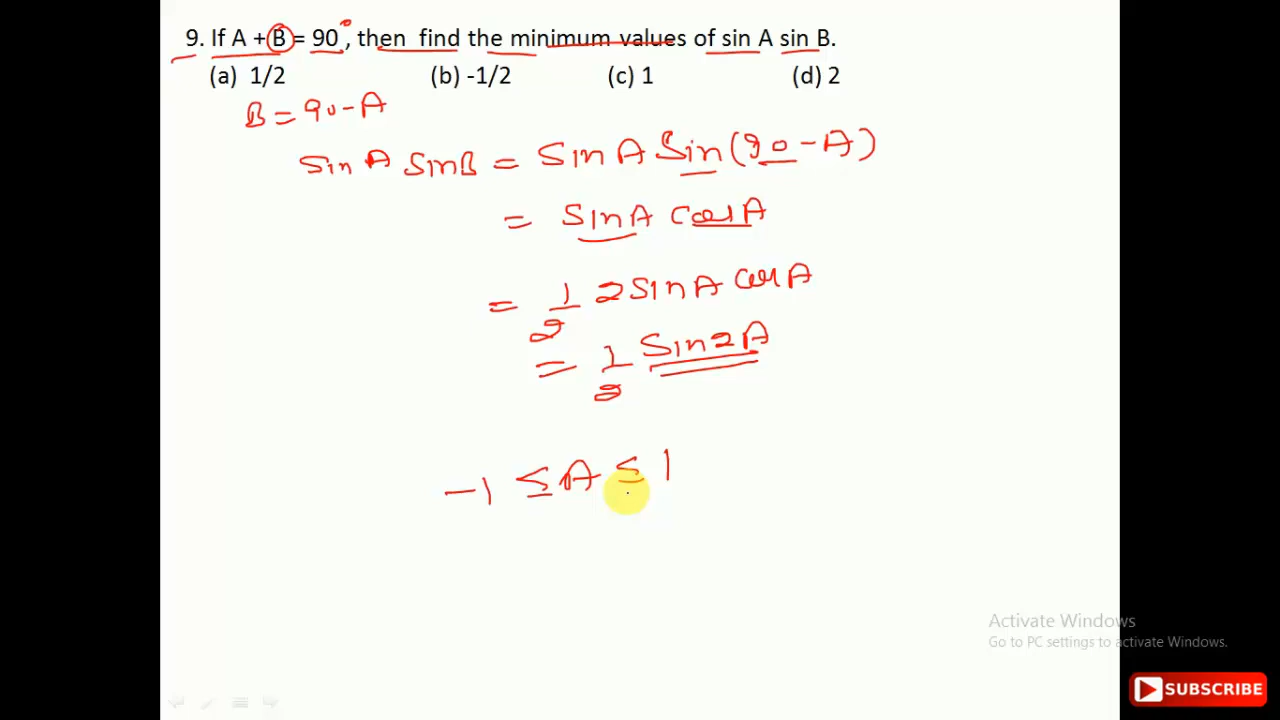 9. If A + B = 90°, then find the minimum values of sin A sin B.
(a) 1/2 (b) -1/2 (c) 1 (d) 2
B = 90 - A
Sin A Sin B = Sin A Sin (90 - A)
= Sin A Cos A
= 1/2 2 Sin A Cos A
= 1/2 Sin 2A
-1 ≤ A ≤ 1
Activate Windows
Go to PC settings to activate Windows.
SUBSCRIBE